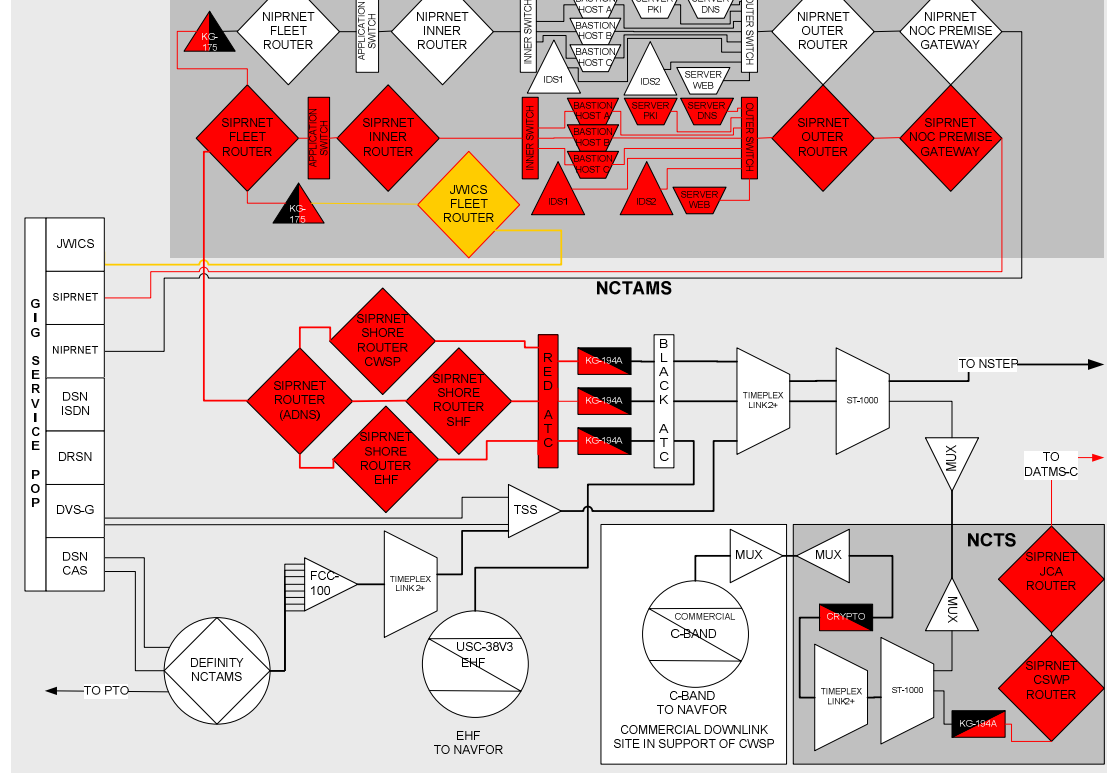 NIPRNET
FLEET
ROUTER
APPLICATION
SWITCH
NIPRNET
INNER
ROUTER
INNER SWITCH
BASTION
HOST A
BASTION
HOST B
BASTION
HOST C
SERVER
PKI
SERVER
DNS
OUTER SWITCH
IDS1
IDS2
SERVER
WEB
NIPRNET
OUTER
ROUTER
NIPRNET
NOC PREMISE
GATEWAY
KG-
175
SIPRNET
FLEET
ROUTER
APPLICATION
SWITCH
SIPRNET
INNER
ROUTER
INNER SWITCH
BASTION
HOST A
BASTION
HOST B
BASTION
HOST C
SERVER
PKI
SERVER
DNS
OUTER SWITCH
IDS1
IDS2
SERVER
WEB
SIPRNET
OUTER
ROUTER
SIPRNET
NOC PREMISE
GATEWAY
KG-
175
JWICS
FLEET
ROUTER
NCTAMS
GIG SERVICE POP
JWICS
SIPRNET
NIPRNET
DSN
ISDN
DRSN
DVS-G
DSN
CAS
SIPRNET
SHORE
ROUTER
CWSP
SIPRNET
ROUTER
(ADNS)
SIPRNET
SHORE
ROUTER
SHF
SIPRNET
SHORE
ROUTER
EHF
RED ATC
KG-194A
KG-194A
KG-194A
BLACK ATC
TIMEPLEX
LINK2+
ST-1000
TO NSTEP
MUX
TO
DATMS-C
TSS
FCC-
100
TIMEPLEX
LINK2+
DEFINITY
NCTAMS
TO PTO
USC-38V3
EHF
EHF
TO NAVFOR
MUX
MUX
COMMERCIAL
C-BAND
C-BAND
TO NAVFOR
COMMERCIAL DOWNLINK
SITE IN SUPPORT OF CWSP
NCTS
CRYPTO
MUX
TIMEPLEX
LINK2+
ST-1000
KG-194A
SIPRNET
JCA
ROUTER
SIPRNET
CSWP
ROUTER